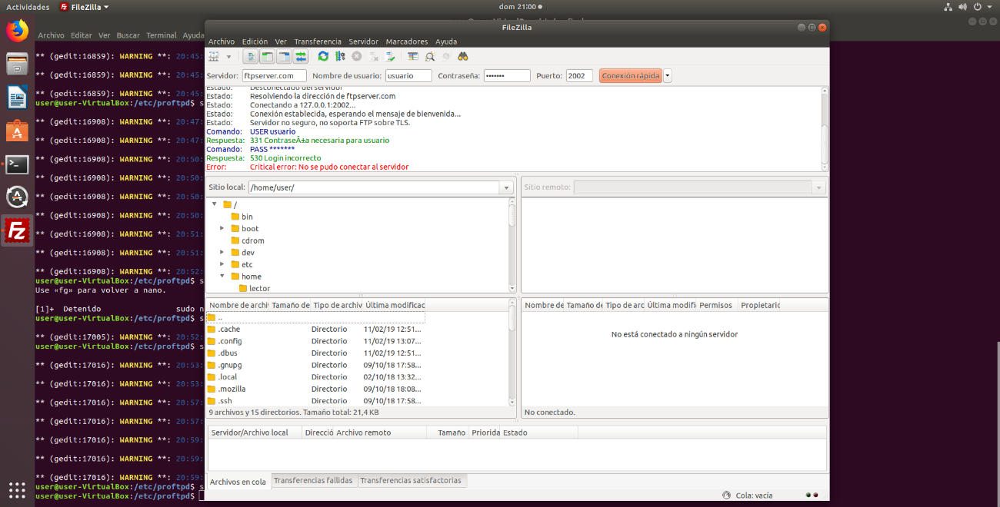 Actividades FileZilla dom 21:00
Archivo Editar Ver Buscar Terminal Ayuda
** (gedit:16859): WARNING **: 20:45:
** (gedit:16859): WARNING **: 20:45:
** (gedit:16859): WARNING **: 20:45:
user@user-VirtualBox:/etc/proftpd$ s
** (gedit:16908): WARNING **: 20:47:
** (gedit:16908): WARNING **: 20:47:
** (gedit:16908): WARNING **: 20:50:
** (gedit:16908): WARNING **: 20:50:
** (gedit:16908): WARNING **: 20:50:
** (gedit:16908): WARNING **: 20:50:
** (gedit:16908): WARNING **: 20:51:
** (gedit:16908): WARNING **: 20:51:
** (gedit:16908): WARNING **: 20:52:
user@user-VirtualBox:/etc/proftpd$ s
Use «fg» para volver a nano.
[1]+ Detenido sudo n
user@user-VirtualBox:/etc/proftpd$ s
** (gedit:17005): WARNING **: 20:52:
user@user-VirtualBox:/etc/proftpd$ s
** (gedit:17016): WARNING **: 20:53:
** (gedit:17016): WARNING **: 20:53:
** (gedit:17016): WARNING **: 20:57:
** (gedit:17016): WARNING **: 20:57:
** (gedit:17016): WARNING **: 20:59:
** (gedit:17016): WARNING **: 20:59:
** (gedit:17016): WARNING **: 20:59:
user@user-VirtualBox:/etc/proftpd$ s
user@user-VirtualBox:/etc/proftpd$
FileZilla
Archivo Edición Ver Transferencia Servidor Marcadores Ayuda
Servidor: ftpserver.com Nombre de usuario: usuario Contraseña: ••••••• Puerto: 2002 Conexión rápida
Estado: Desconectado del servidor
Estado: Resolviendo la dirección de ftpserver.com
Estado: Conectando a 127.0.0.1:2002...
Estado: Conexión establecida, esperando el mensaje de bienvenida...
Estado: Servidor no seguro, no soporta FTP sobre TLS.
Comando: USER usuario
Respuesta: 331 ContraseÃ±a necesaria para usuario
Comando: PASS *******
Respuesta: 530 Login incorrecto
Error: Critical error: No se pudo conectar al servidor
Sitio local: /home/user/
/
bin
boot
cdrom
dev
etc
home
lector
Sitio remoto:
Nombre de archi Tamaño de Tipo de archiv Última modificac
..
.cache Directorio 11/02/19 12:51...
.config Directorio 11/02/19 13:07...
.dbus Directorio 11/02/19 12:51...
.gnupg Directorio 09/10/18 17:58...
.local Directorio 02/10/18 13:32...
.mozilla Directorio 09/10/18 18:08...
.ssh Directorio 09/10/18 17:58...
9 archivos y 15 directorios. Tamaño total: 21,4 KB
Nombre de Tamaño de Tipo de arc Última modifi Permisos Propietario
No está conectado a ningún servidor
No conectado.
Servidor/Archivo local Direcció Archivo remoto Tamaño Priorida Estado
Archivos en cola Transferencias fallidas Transferencias satisfactorias
Cola: vacía